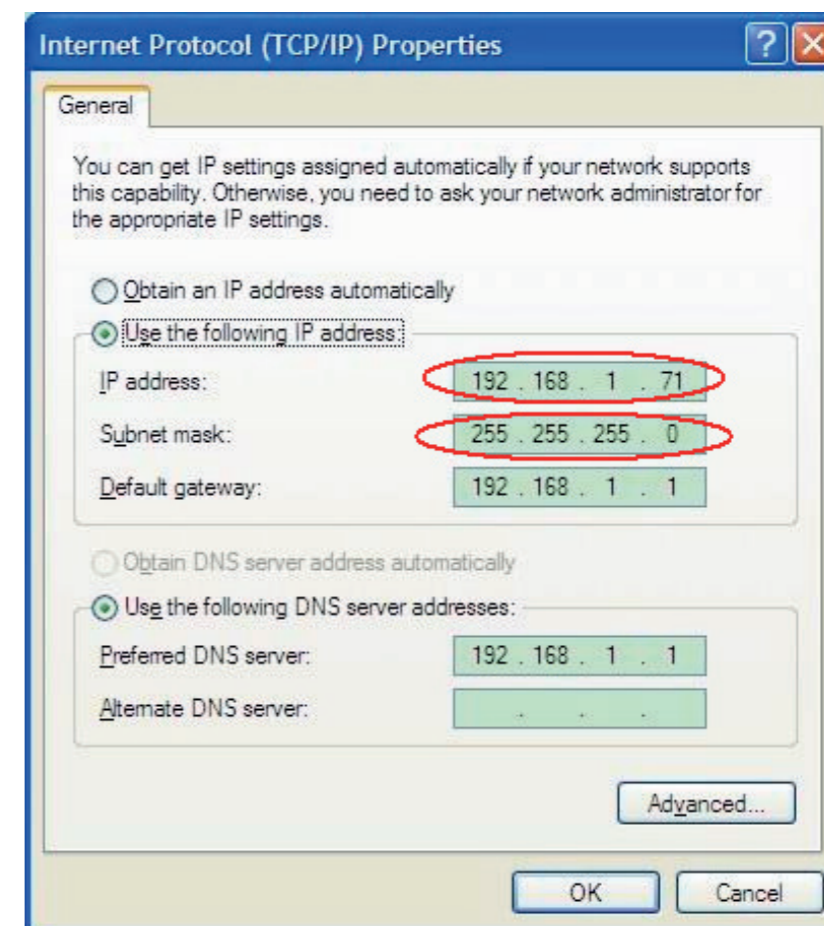 Internet Protocol (TCP/IP) Properties
General
You can get IP settings assigned automatically if your network supports
this capability. Otherwise, you need to ask your network administrator for
the appropriate IP settings.
Obtain an IP address automatically
Use the following IP address:
IP address: 192 . 168 . 1 . 71
Subnet mask: 255 . 255 . 255 . 0
Default gateway: 192 . 168 . 1 . 1
Obtain DNS server address automatically
Use the following DNS server addresses:
Preferred DNS server: 192 . 168 . 1 . 1
Alternate DNS server: . . .
Advanced...
OK Cancel